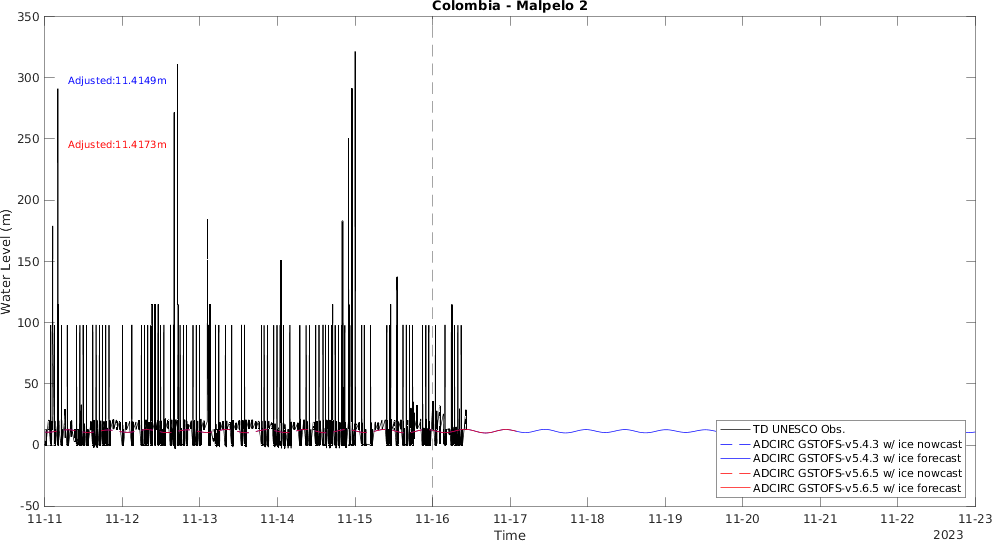 Colombia - Malpelo 2
350
300
250
200
150
100
50
0
-50
Water Level (m)
Adjusted:11.4149m
Adjusted:11.4173m
TD UNESCO Obs.
ADCIRC GSTOFS-v5.4.3 w/ ice nowcast
ADCIRC GSTOFS-v5.4.3 w/ ice forecast
ADCIRC GSTOFS-v5.6.5 w/ ice nowcast
ADCIRC GSTOFS-v5.6.5 w/ ice forecast
11-11 11-12 11-13 11-14 11-15 11-16 11-17 11-18 11-19 11-20 11-21 11-22 11-23
Time
2023